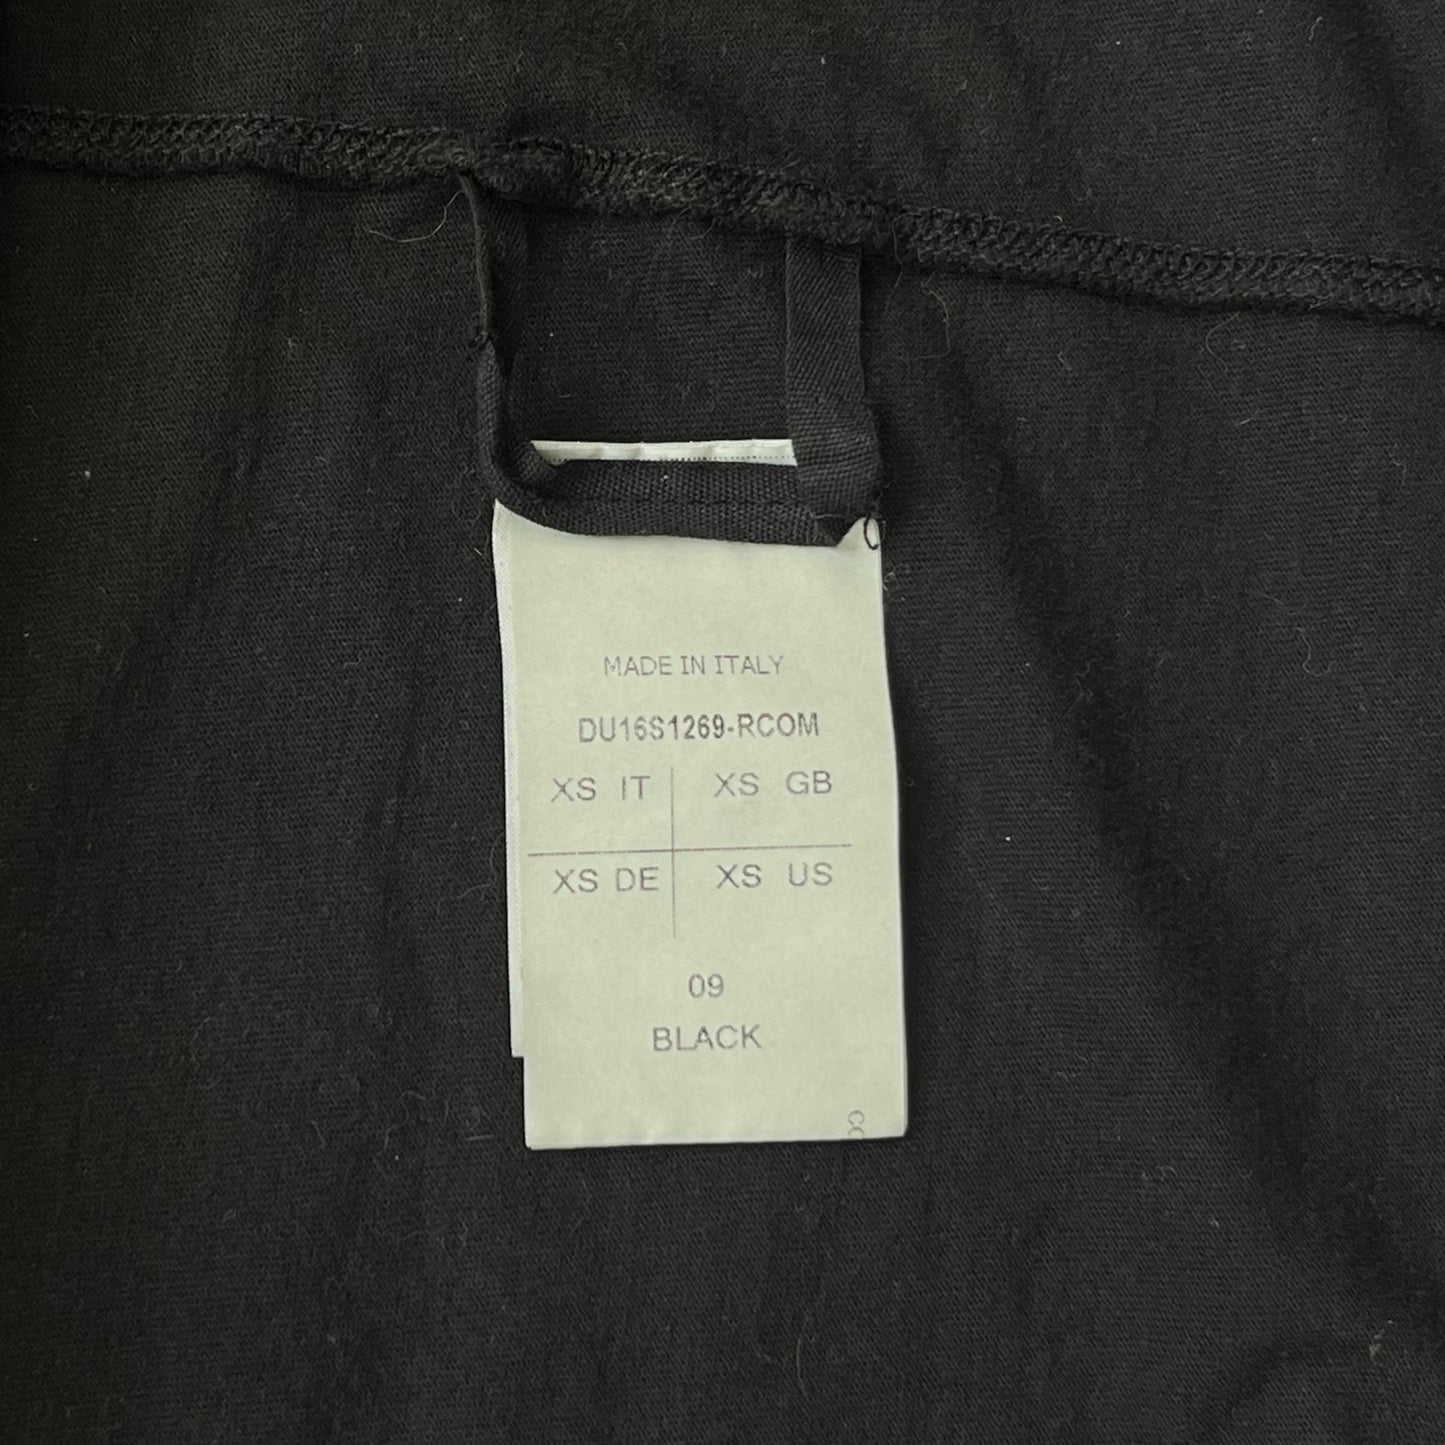 MADE IN ITALY
DU16S1269-RCOM
XS IT XS GB
XS DE XS US
09
BLACK